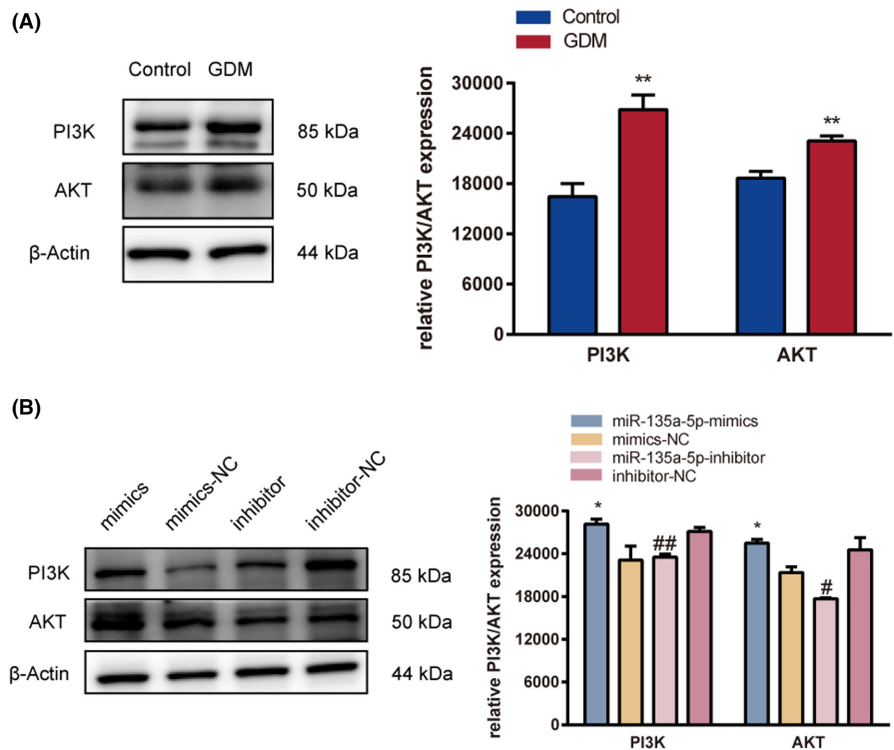 (A)
Control GDM
PI3K 85 kDa
AKT 50 kDa
β-Actin 44 kDa
Control
GDM
relative PI3K/AKT expression
30000
24000
18000
12000
6000
0
**
**
PI3K AKT
(B)
mimics mimics-NC inhibitor inhibitor-NC
PI3K 85 kDa
AKT 50 kDa
β-Actin 44 kDa
miR-135a-5p-mimics
mimics-NC
miR-135a-5p-inhibitor
inhibitor-NC
relative PI3K/AKT expression
30000
24000
18000
12000
6000
0
*
##
*
#
PI3K AKT